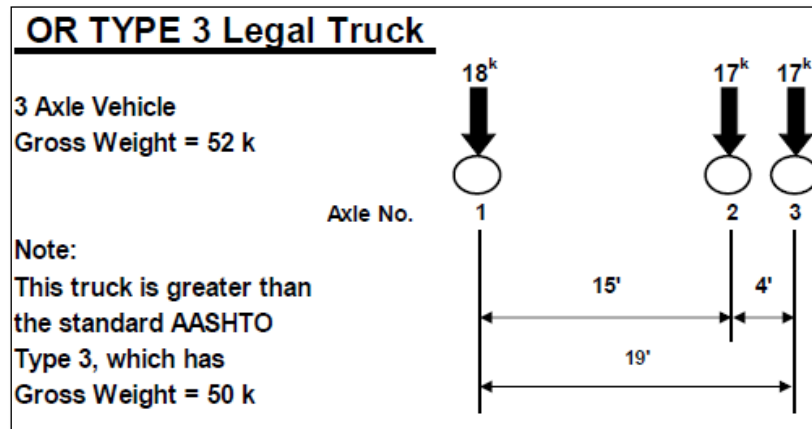 OR TYPE 3 Legal Truck
18k 17k 17k
3 Axle Vehicle
Gross Weight = 52 k
Axle No. 1 2 3
Note:
This truck is greater than
the standard AASHTO
Type 3, which has
Gross Weight = 50 k
15' 4'
19'